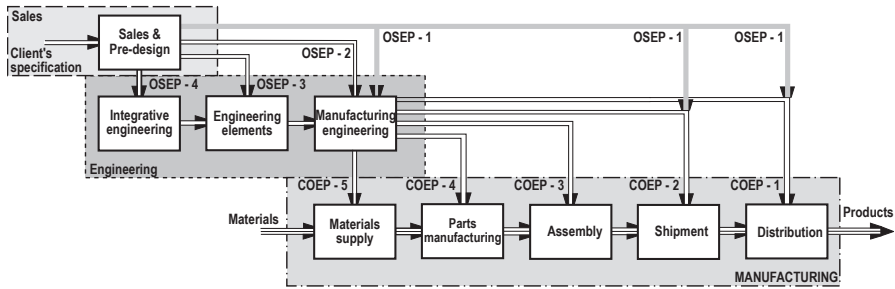 Sales
Sales &
Pre-design
Client's
specification
OSEP - 1
OSEP - 1
OSEP - 1
OSEP - 2
OSEP - 4
OSEP - 3
Integrative
engineering
Engineering
elements
Manufacturing
engineering
Engineering
COEP - 5
COEP - 4
COEP - 3
COEP - 2
COEP - 1
Materials
Materials
supply
Parts
manufacturing
Assembly
Shipment
Distribution
Products
MANUFACTURING